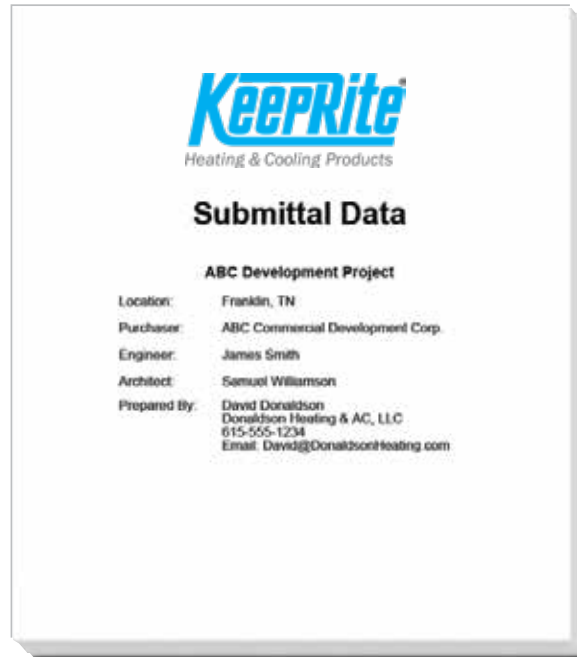 KeepRite®
Heating & Cooling Products
Submittal Data
ABC Development Project
Location: Franklin, TN
Purchaser: ABC Commercial Development Corp.
Engineer: James Smith
Architect: Samuel Williamson
Prepared By: David Donaldson
Donaldson Heating & AC, LLC
615-555-1234
Email: David@DonaldsonHeating.com